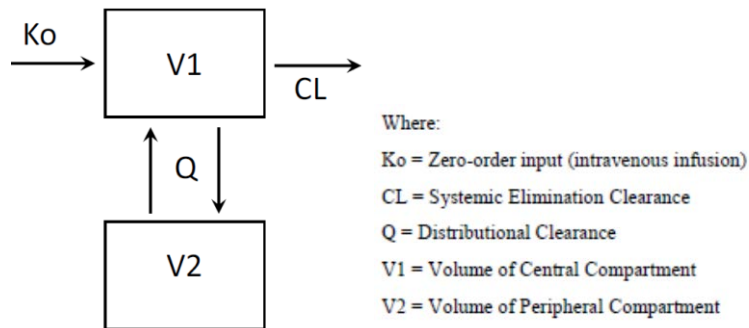 Ko
V1
CL
Q
V2
Where:
Ko = Zero-order input (intravenous infusion)
CL = Systemic Elimination Clearance
Q = Distributional Clearance
V1 = Volume of Central Compartment
V2 = Volume of Peripheral Compartment